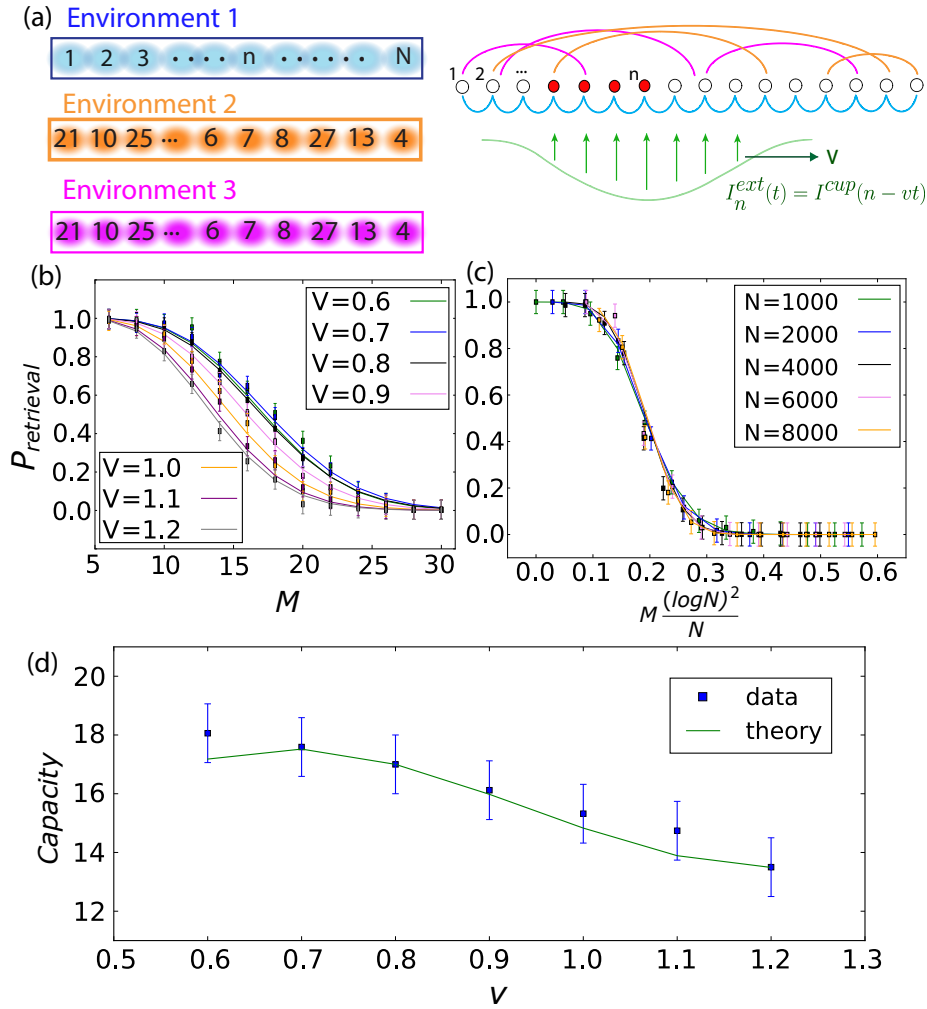 (a)
Environment 1
1 2 3 .... n ...... N
Environment 2
21 10 25 ... 6 7 8 27 13 4
Environment 3
21 10 25 ... 6 7 8 27 13 4
1 2 ... n
V
I_n^{ext}(t) = I^{cup}(n − vt)
(b)
P_{retrieval}
1.0
0.8
0.6
0.4
0.2
0.0
V=0.6
V=0.7
V=0.8
V=0.9
V=1.0
V=1.1
V=1.2
5 10 15 20 25 30
M
(c)
1.0
0.8
0.6
0.4
0.2
0.0
N=1000
N=2000
N=4000
N=6000
N=8000
0.0 0.1 0.2 0.3 0.4 0.5 0.6
M (logN)^2 / N
(d)
Capacity
20
18
16
14
12
data
theory
0.5 0.6 0.7 0.8 0.9 1.0 1.1 1.2 1.3
v